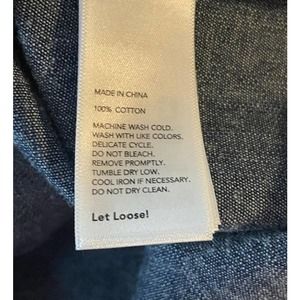 MADE IN CHINA
100% COTTON
MACHINE WASH COLD.
WASH WITH LIKE COLORS.
DELICATE CYCLE.
DO NOT BLEACH.
REMOVE PROMPTLY.
TUMBLE DRY LOW.
COOL IRON IF NECESSARY.
DO NOT DRY CLEAN.
Let Loose!